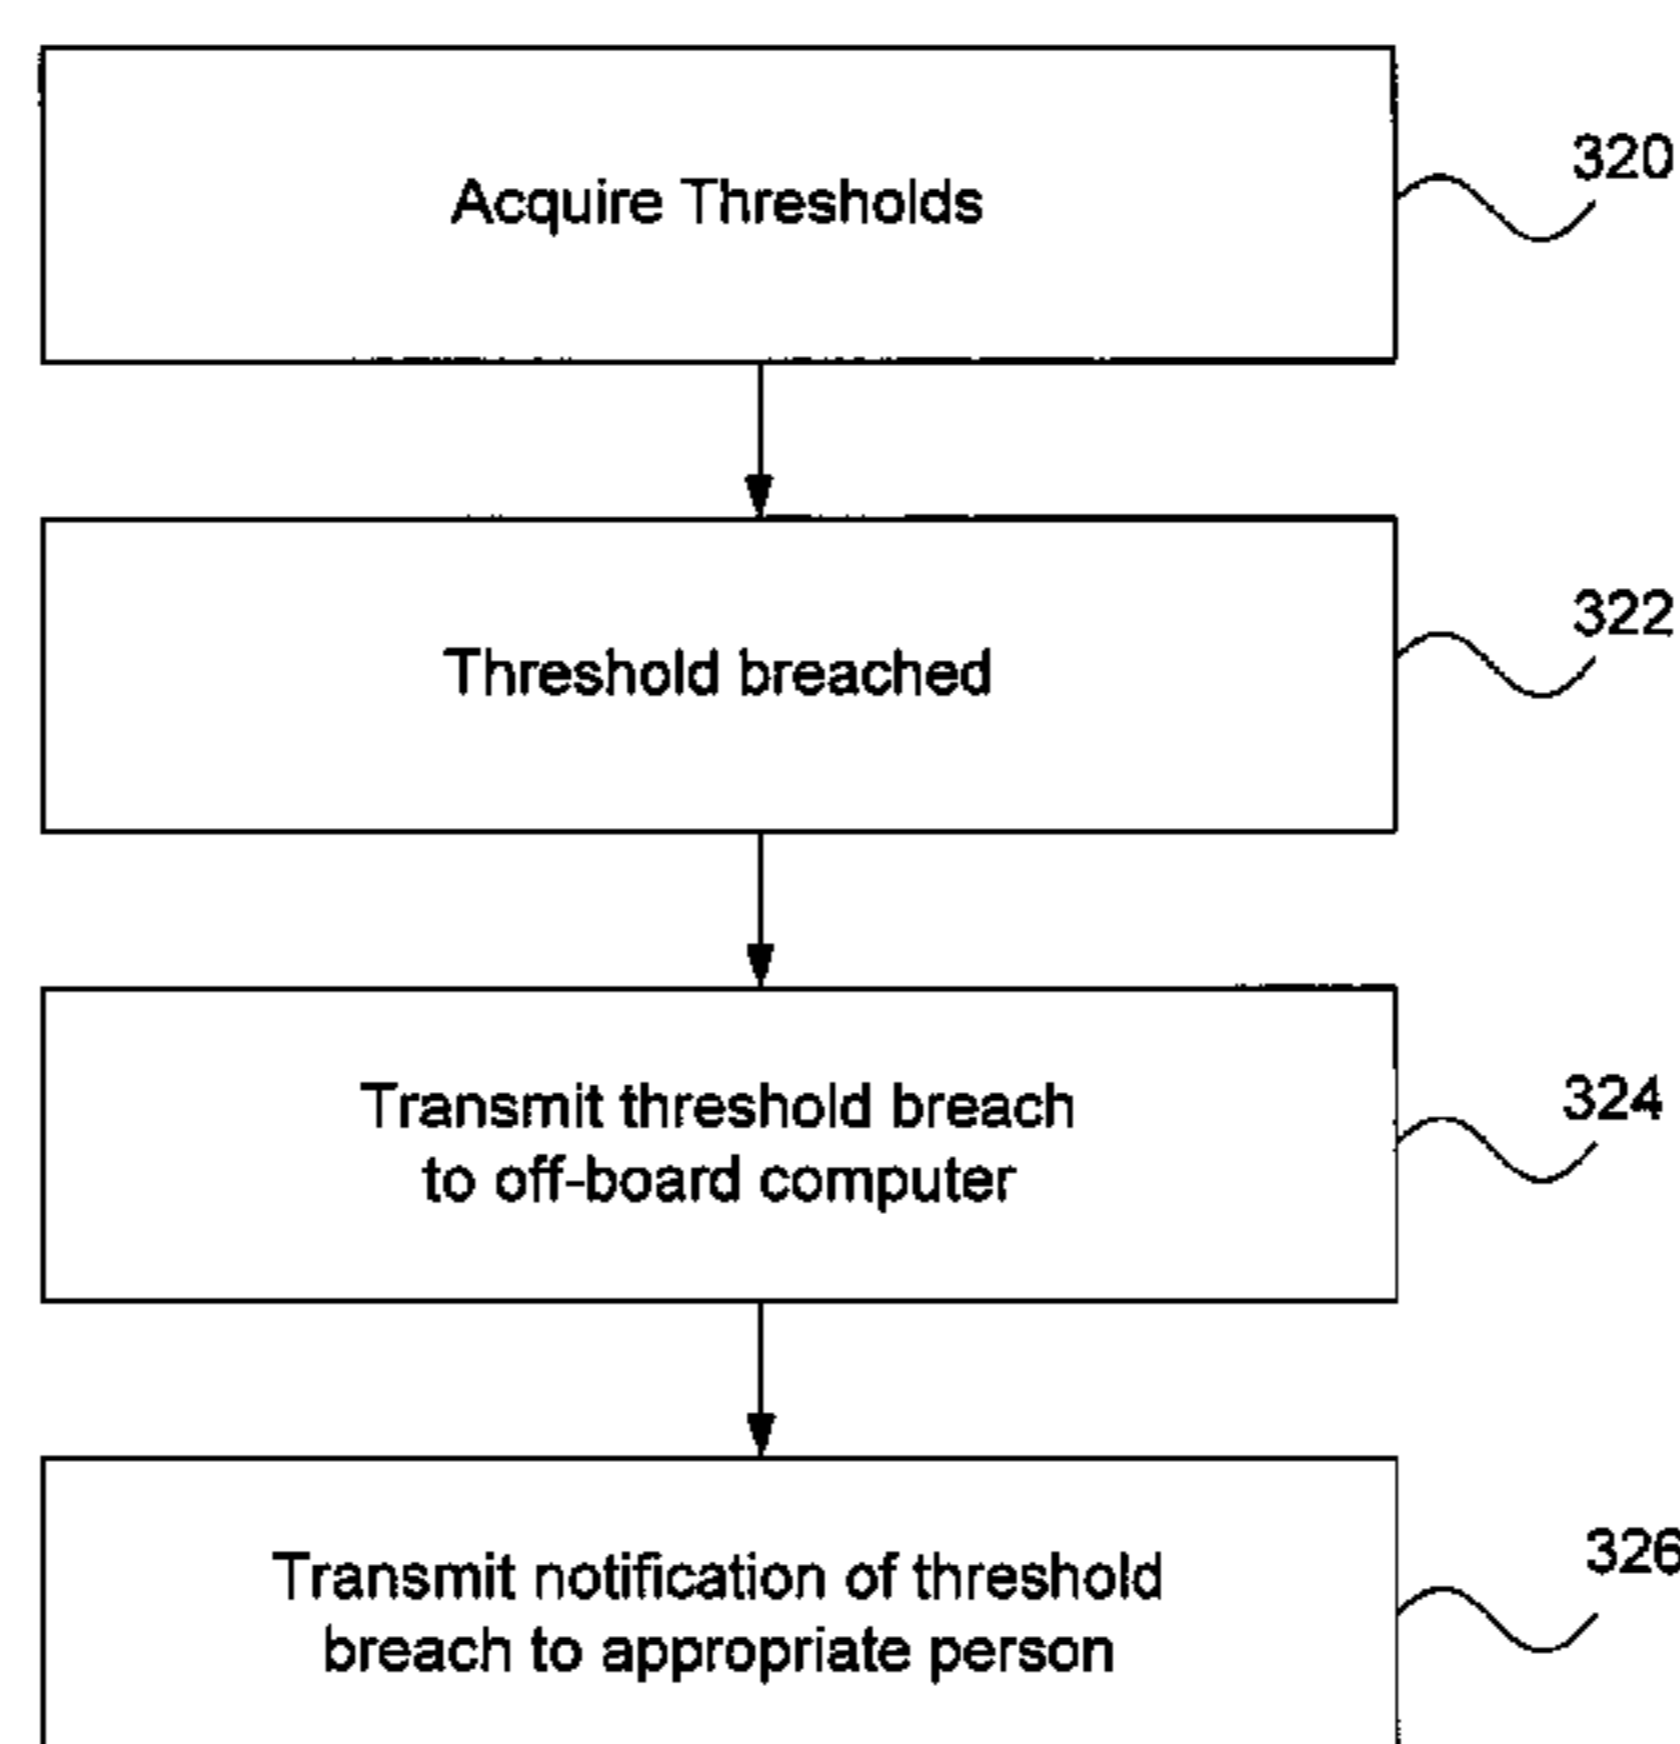 Acquire Thresholds
320
Threshold breached
322
Transmit threshold breach
to off-board computer
324
Transmit notification of threshold
breach to appropriate person
326